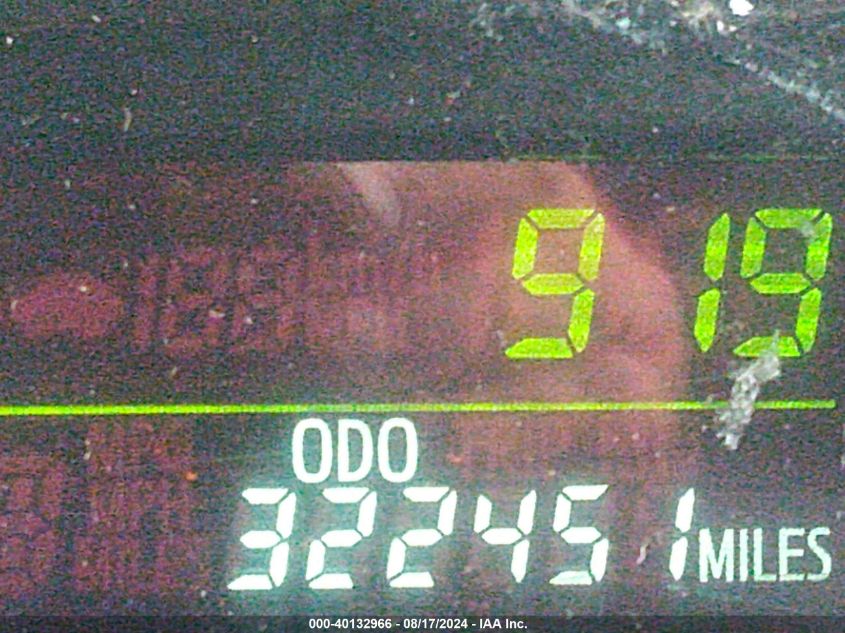 9 19
ODO
322451 MILES
000-40132966 - 08/17/2024 - IAA Inc.